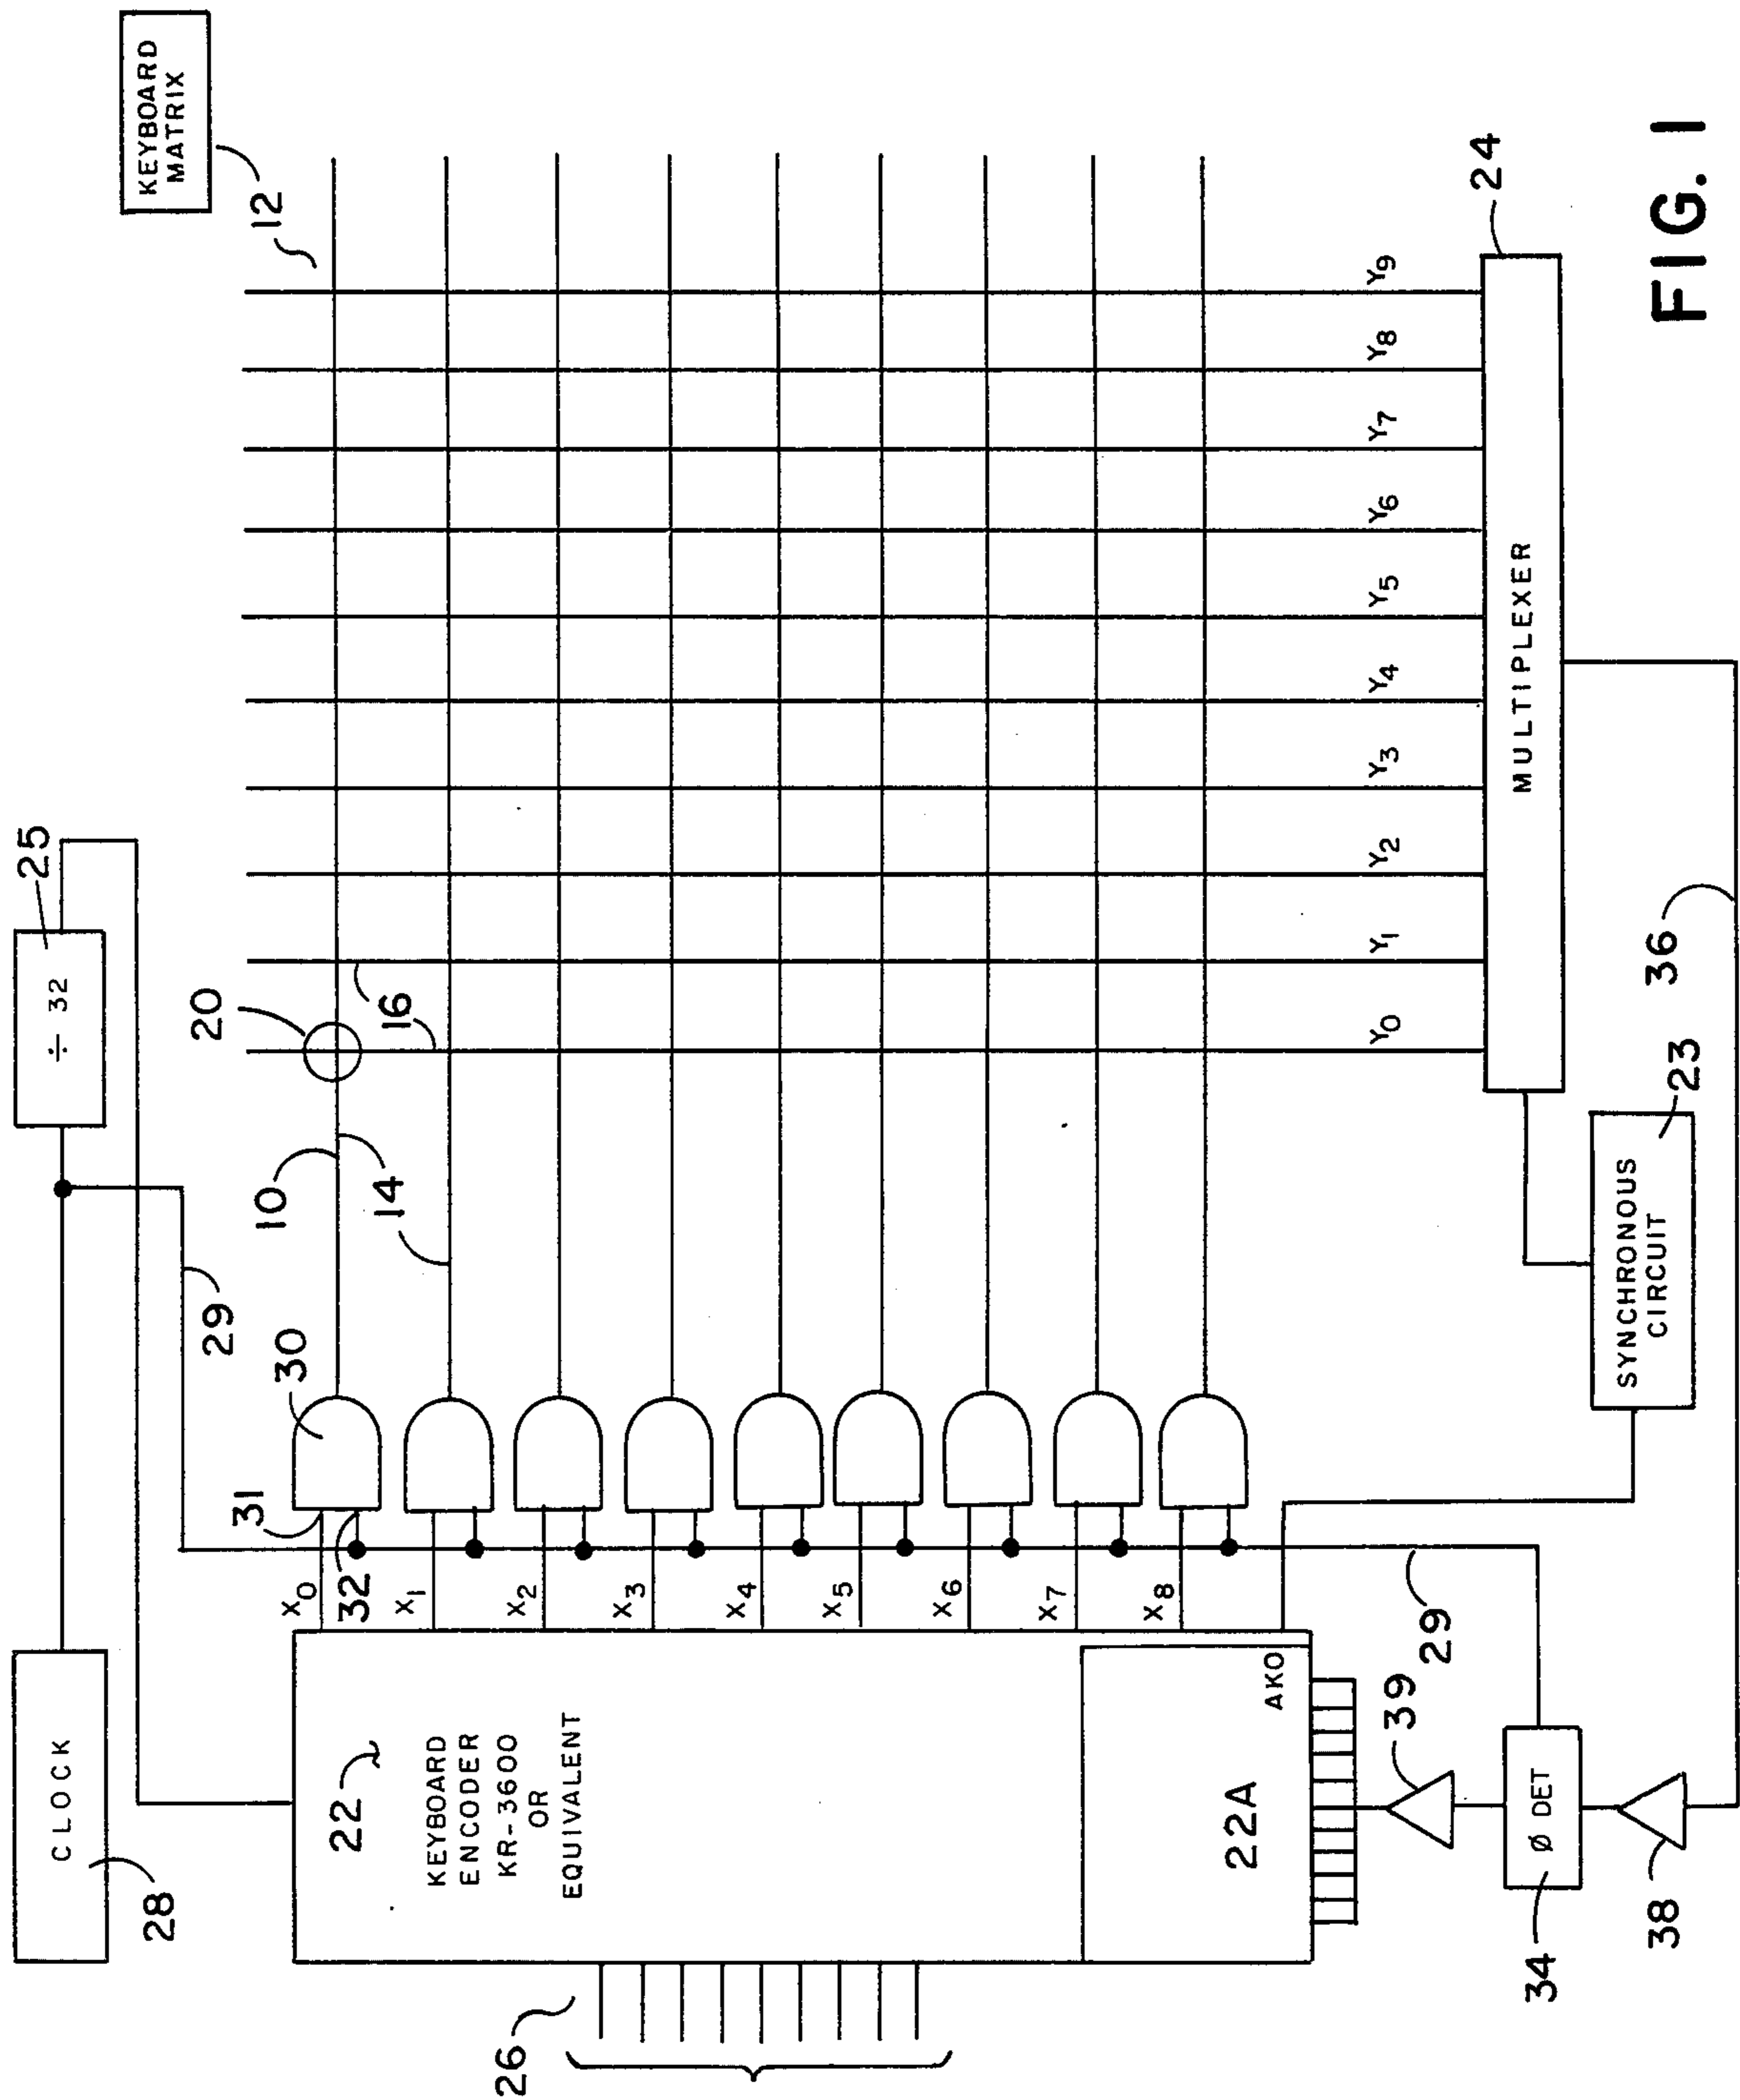 KEYBOARD
MATRIX
12
CLOCK
28
÷ 32
25
29
20
10
14
16
30
31
32
X0
X1
X2
X3
X4
X5
X6
X7
X8
22
KEYBOARD
ENCODER
KR-3600
OR
EQUIVALENT
22A
AKO
26
Y0
Y1
Y2
Y3
Y4
Y5
Y6
Y7
Y8
Y9
MULTIPLEXER
24
SYNCHRONOUS
CIRCUIT
23
29
39
Ø DET
34
38
36
FIG. 1